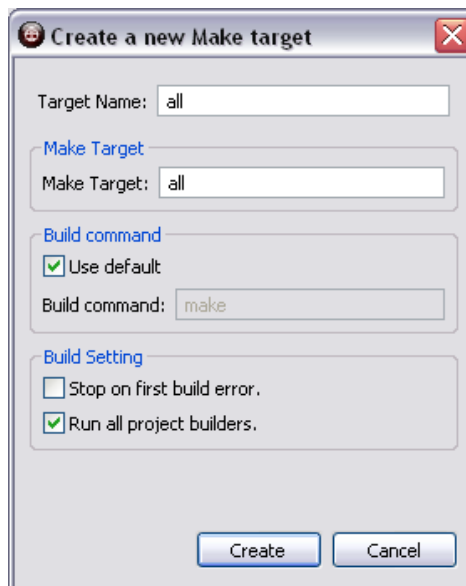 Create a new Make target
Target Name: all
Make Target
Make Target: all
Build command
Use default
Build command: make
Build Setting
Stop on first build error.
Run all project builders.
Create Cancel